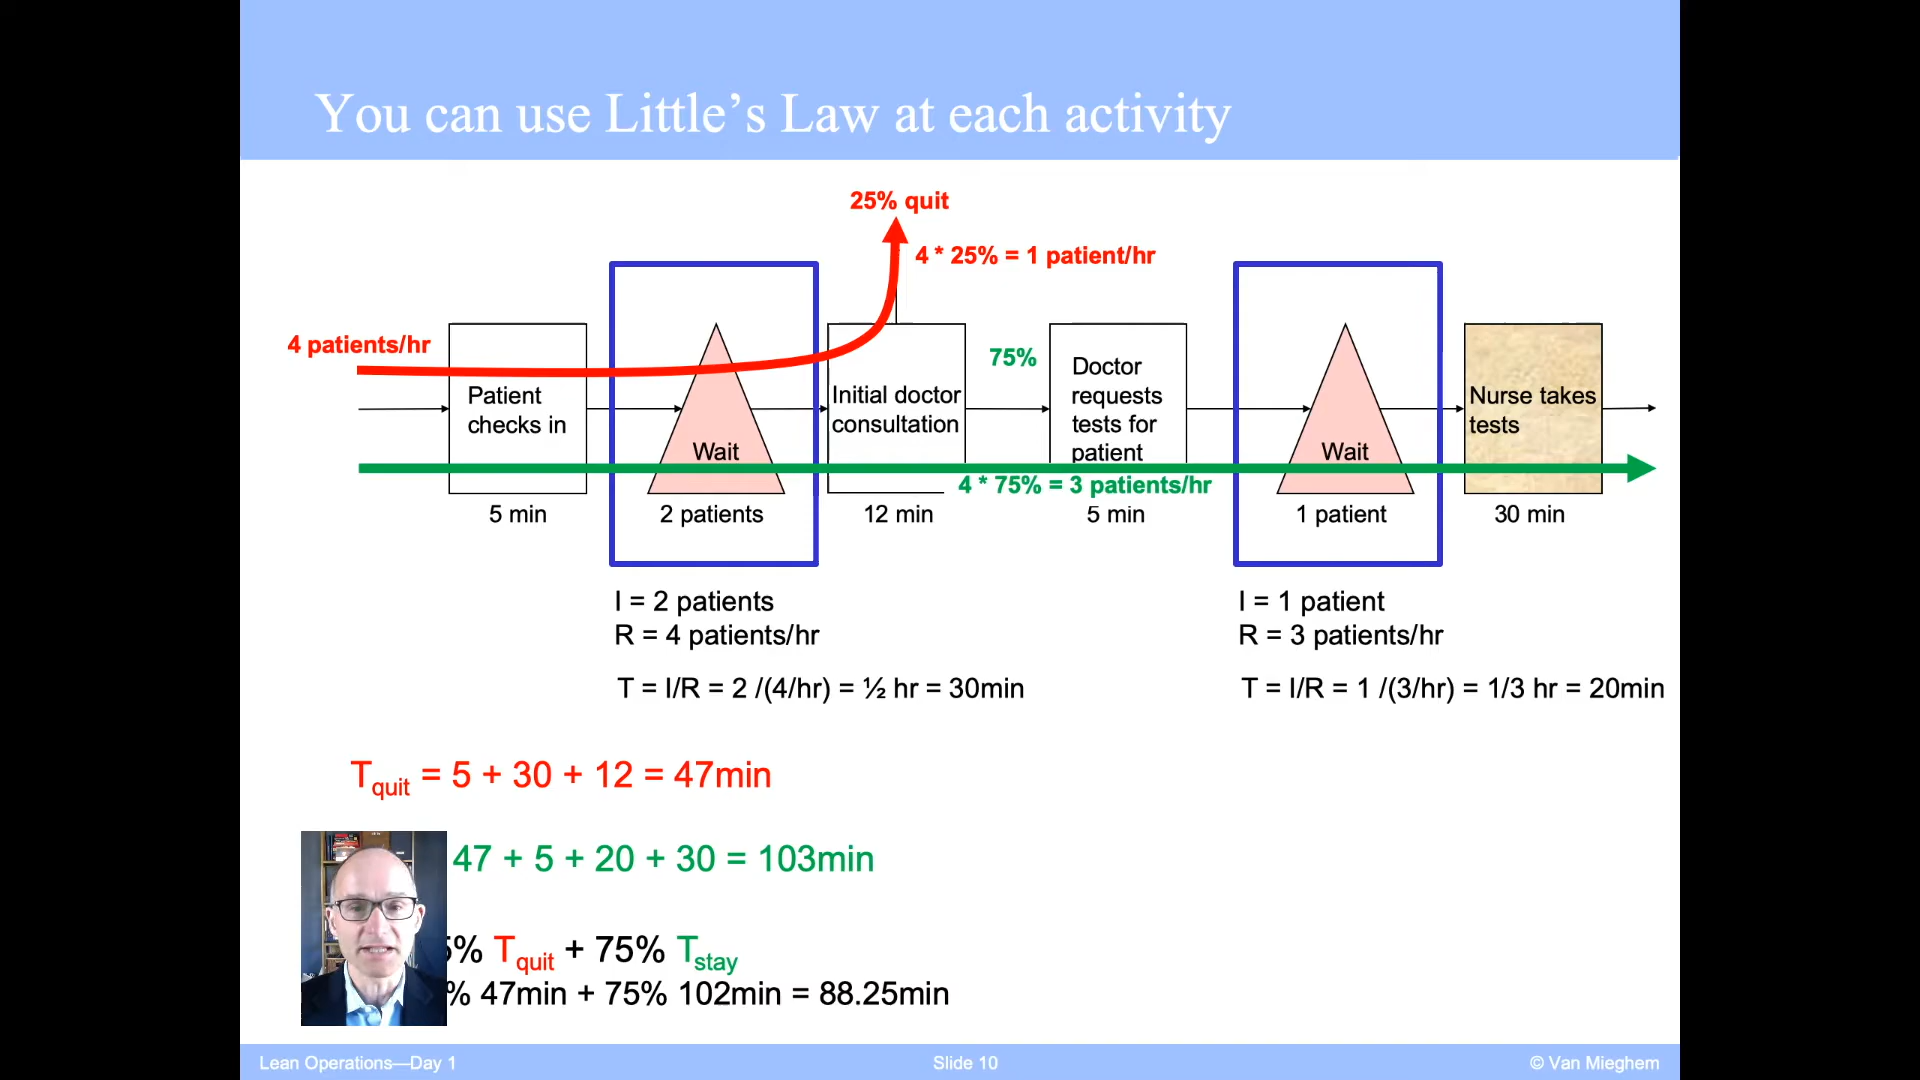 You can use Little's Law at each activity
25% quit
4 * 25% = 1 patient/hr
4 patients/hr
75%
Patient
checks in
Wait
Initial doctor
consultation
Doctor
requests
tests for
patient
Wait
Nurse takes
tests
4 * 75% = 3 patients/hr
5 min
2 patients
12 min
5 min
1 patient
30 min
I = 2 patients
R = 4 patients/hr
T = I/R = 2 /(4/hr) = ½ hr = 30min
I = 1 patient
R = 3 patients/hr
T = I/R = 1 /(3/hr) = 1/3 hr = 20min
Tquit = 5 + 30 + 12 = 47min
47 + 5 + 20 + 30 = 103min
% Tquit + 75% Tstay
% 47min + 75% 102min = 88.25min
Lean Operations—Day 1
Slide 10
© Van Mieghem